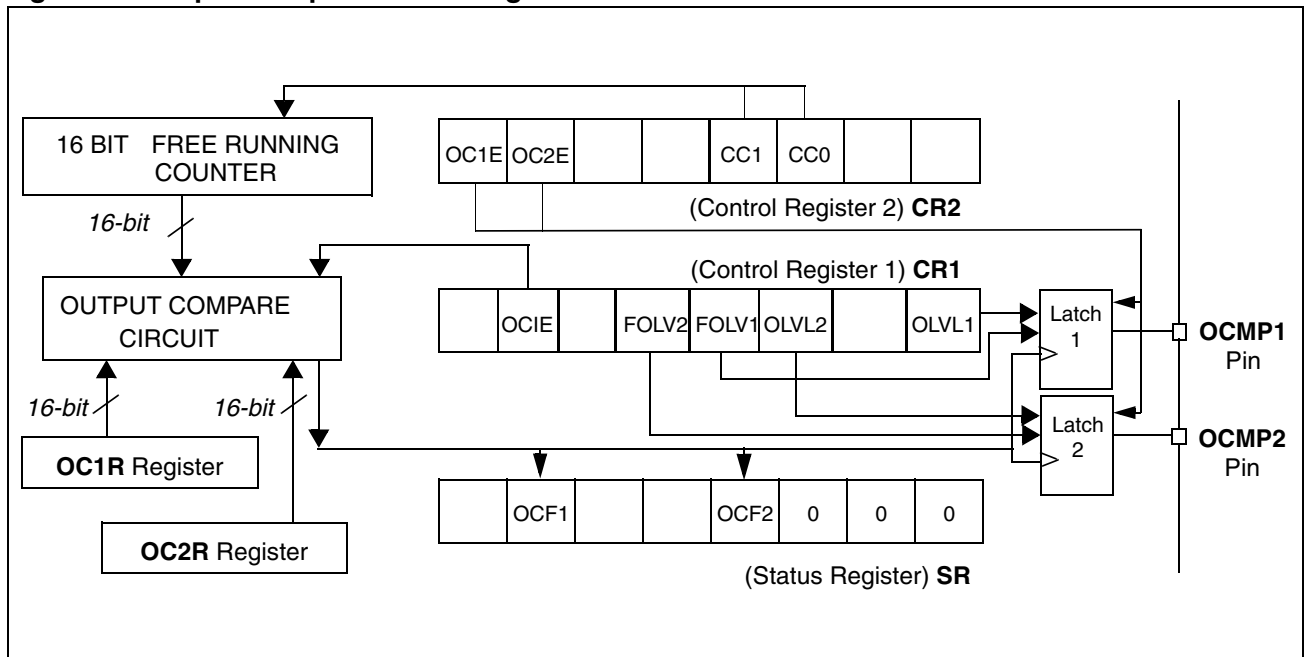 16 BIT FREE RUNNING
COUNTER
OC1E OC2E CC1 CC0
(Control Register 2) CR2
16-bit
(Control Register 1) CR1
OUTPUT COMPARE
CIRCUIT
OCIE FOLV2 FOLV1 OLVL2 OLVL1
Latch
1
OCMP1
Pin
16-bit 16-bit
Latch
2
OCMP2
Pin
OC1R Register
OCF1 OCF2 0 0 0
OC2R Register
(Status Register) SR